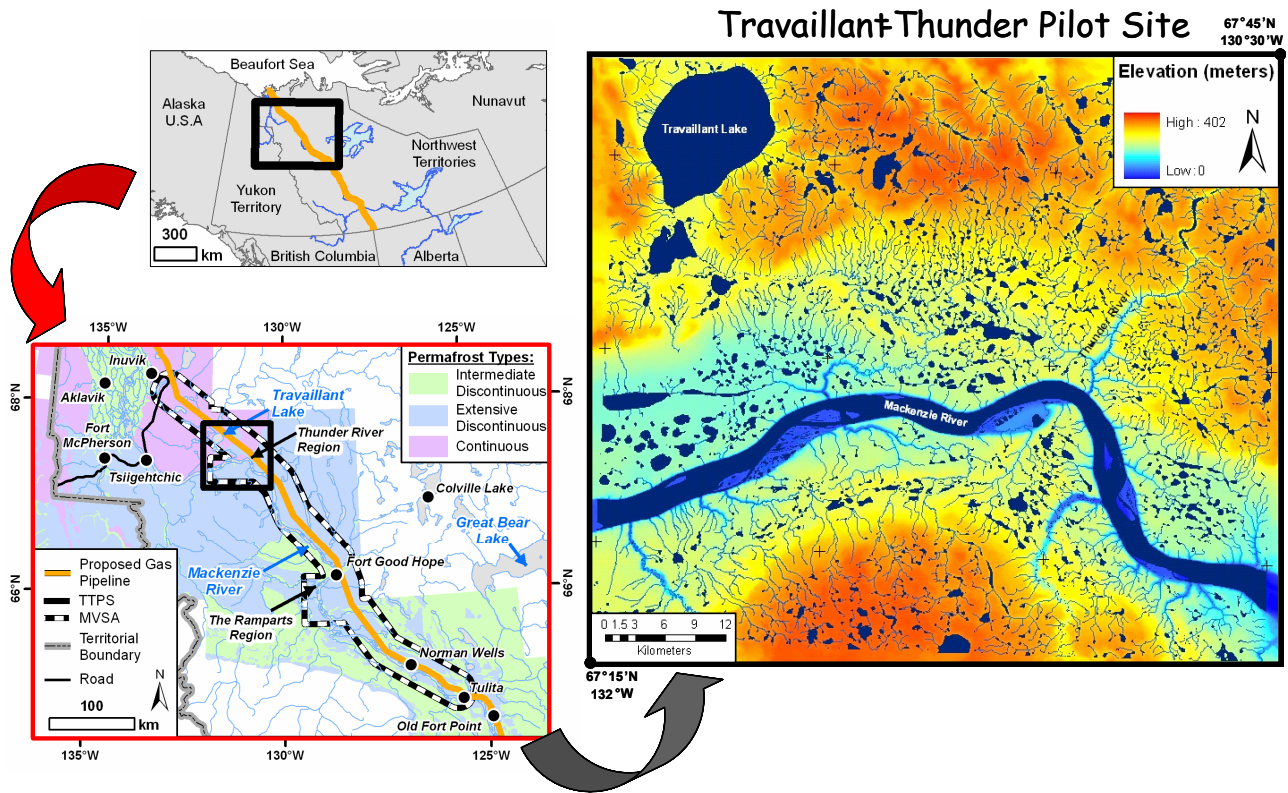 Travaillant-Thunder Pilot Site
67°45'N
130°30'W
Beaufort Sea
Alaska
U.S.A
Nunavut
Northwest
Territories
Yukon
Territory
300
km
British Columbia
Alberta
135°W
130°W
125°W
68°N
68°N
66°N
66°N
Inuvik
Aklavik
Fort
McPherson
Tsiigehtchic
Travaillant
Lake
Thunder River
Region
Permafrost Types:
Intermediate
Discontinuous
Extensive
Discontinuous
Continuous
Colville Lake
Great Bear
Lake
Mackenzie
River
Fort Good Hope
The Ramparts
Region
Norman Wells
Tulita
Old Fort Point
Proposed Gas
Pipeline
TTPS
MVSA
Territorial
Boundary
Road
N
100
km
135°W
130°W
125°W
Travaillant Lake
Elevation (meters)
High : 402
Low : 0
N
Thunder River
Mackenzie River
0 1.5 3 6 9 12
Kilometers
67°15'N
132°W